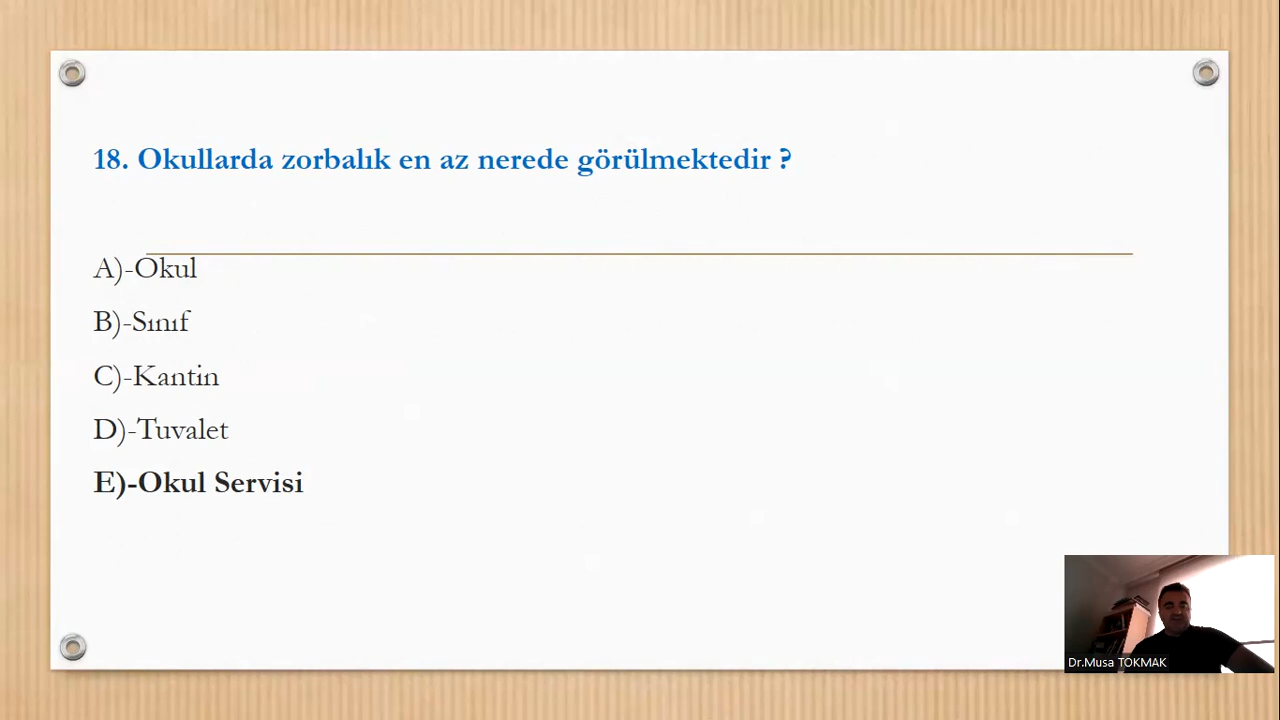 18. Okullarda zorbalık en az nerede görülmektedir ?
A)-Okul
B)-Sınıf
C)-Kantin
D)-Tuvalet
E)-Okul Servisi
Dr.Musa TOKMAK